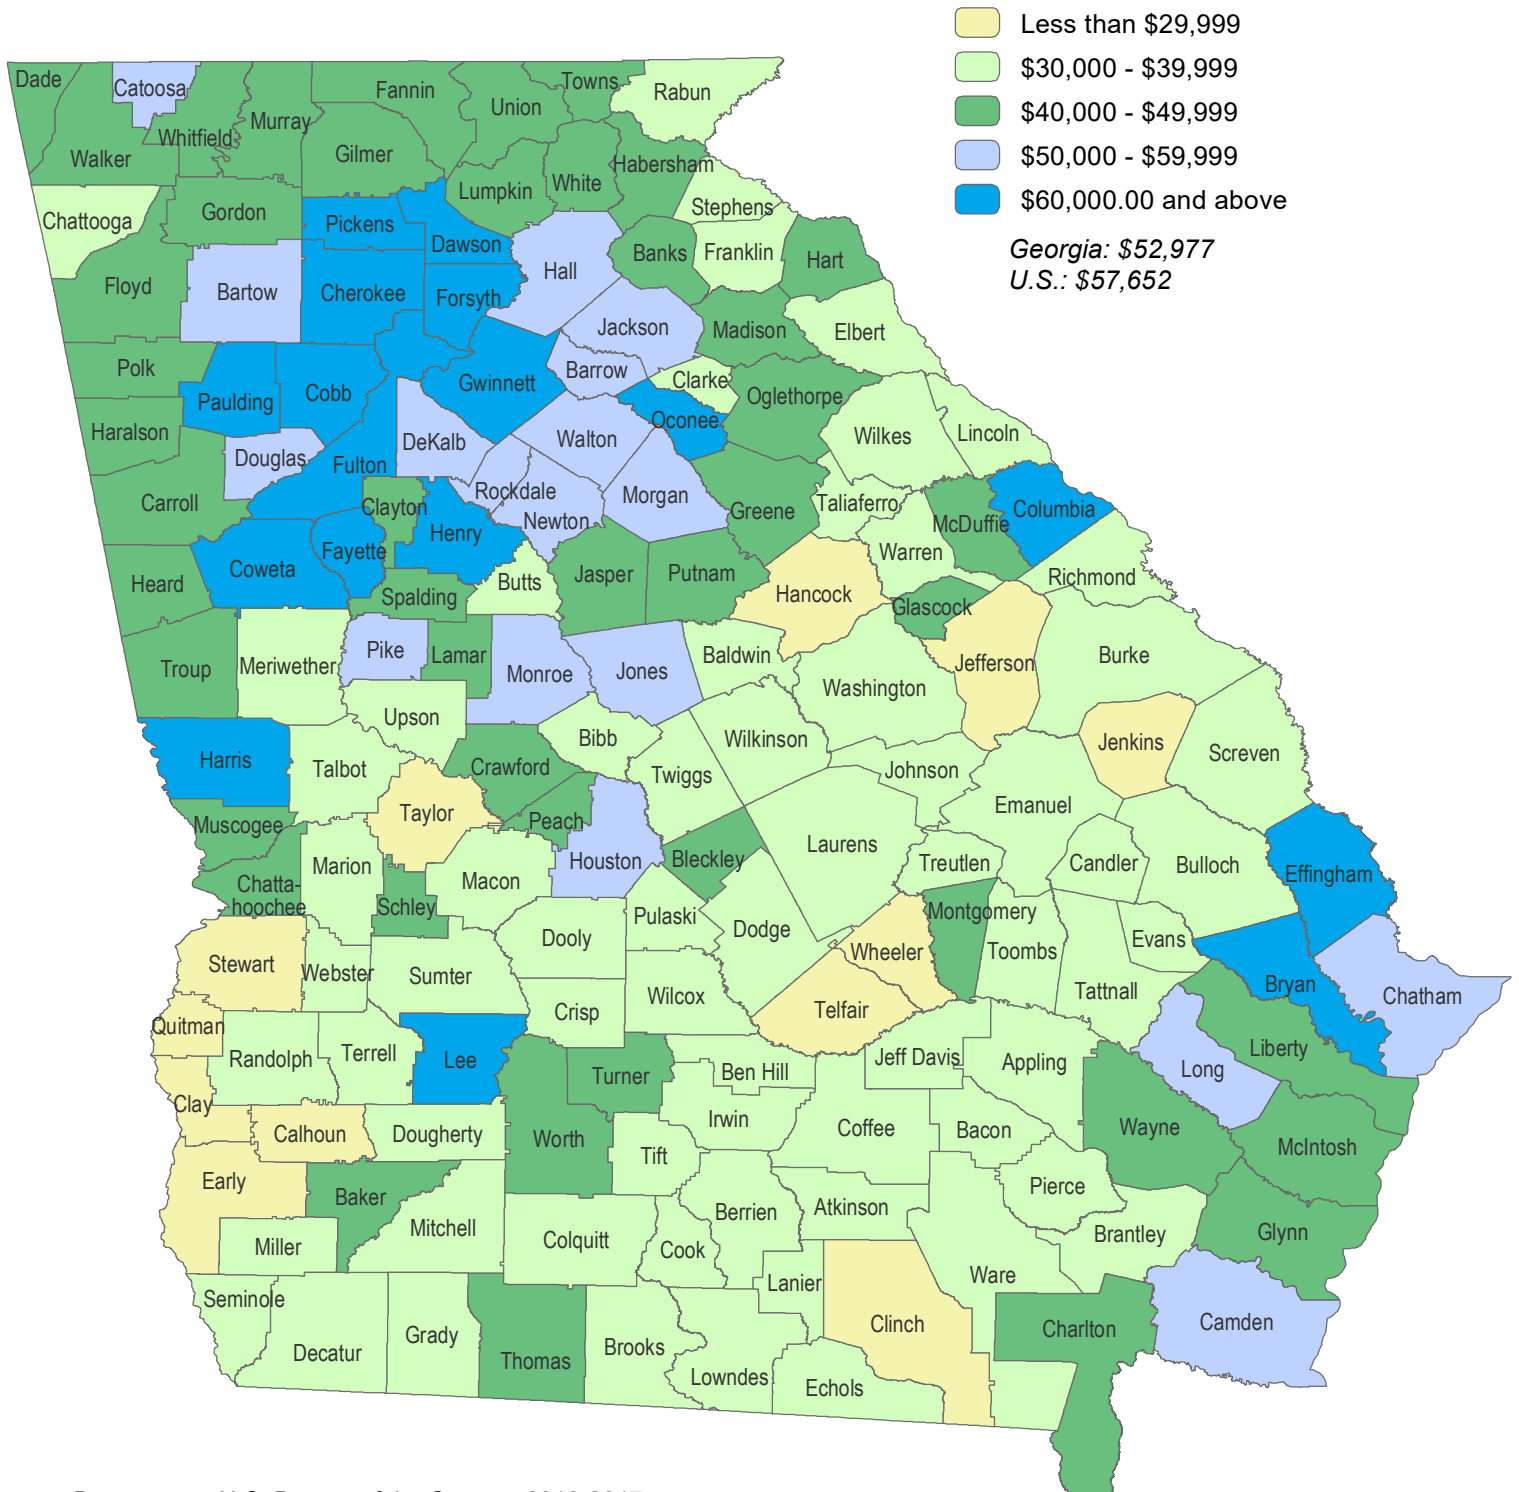 Less than $29,999
$30,000 - $39,999
$40,000 - $49,999
$50,000 - $59,999
$60,000.00 and above
Georgia: $52,977
U.S.: $57,652
Dade
Catoosa
Whitfield
Murray
Fannin
Union
Towns
Rabun
Walker
Gilmer
Lumpkin
White
Habersham
Stephens
Chattooga
Gordon
Pickens
Dawson
Hall
Banks
Franklin
Hart
Floyd
Bartow
Cherokee
Forsyth
Jackson
Madison
Elbert
Polk
Paulding
Cobb
Gwinnett
Barrow
Clarke
Oglethorpe
Oconee
Haralson
Douglas
Fulton
DeKalb
Walton
Wilkes
Lincoln
Carroll
Clayton
Henry
Rockdale
Newton
Morgan
Greene
Taliaferro
McDuffie
Columbia
Warren
Richmond
Heard
Coweta
Fayette
Spalding
Butts
Jasper
Putnam
Hancock
Glascock
Jefferson
Burke
Troup
Meriwether
Pike
Lamar
Monroe
Jones
Baldwin
Washington
Jenkins
Screven
Harris
Talbot
Upson
Crawford
Bibb
Twiggs
Wilkinson
Johnson
Emanuel
Muscogee
Taylor
Peach
Houston
Bleckley
Laurens
Treutlen
Candler
Bulloch
Effingham
Chatta-
hoochee
Marion
Schley
Macon
Pulaski
Dodge
Montgomery
Wheeler
Toombs
Evans
Tattnall
Bryan
Chatham
Stewart
Webster
Sumter
Dooly
Wilcox
Crisp
Telfair
Quitman
Randolph
Terrell
Lee
Turner
Ben Hill
Jeff Davis
Appling
Long
Liberty
Clay
Calhoun
Dougherty
Worth
Tift
Irwin
Coffee
Bacon
Wayne
McIntosh
Early
Baker
Mitchell
Colquitt
Cook
Berrien
Atkinson
Pierce
Brantley
Glynn
Miller
Seminole
Decatur
Grady
Thomas
Brooks
Lanier
Lowndes
Echols
Clinch
Ware
Charlton
Camden